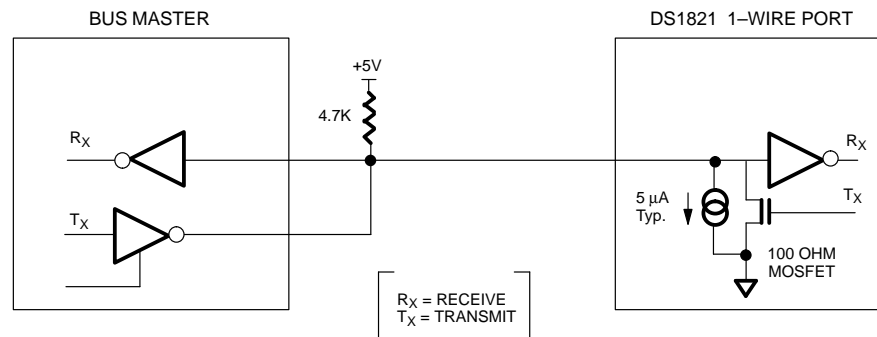 BUS MASTER
DS1821 1–WIRE PORT
+5V
4.7K
RX
TX
RX
TX
5 μA
Typ.
100 OHM
MOSFET
RX = RECEIVE
TX = TRANSMIT